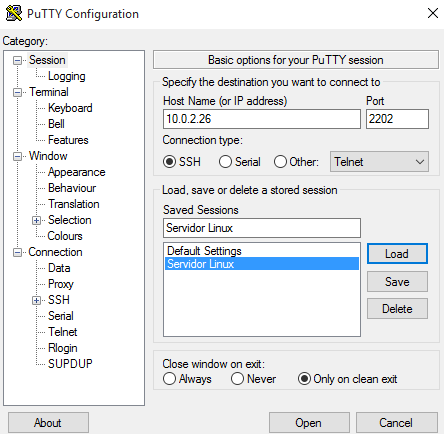 PuTTY Configuration
Category:
Session
Logging
Terminal
Keyboard
Bell
Features
Window
Appearance
Behaviour
Translation
Selection
Colours
Connection
Data
Proxy
SSH
Serial
Telnet
Rlogin
SUPDUP
Basic options for your PuTTY session
Specify the destination you want to connect to
Host Name (or IP address) Port
10.0.2.26 2202
Connection type:
SSH Serial Other: Telnet
Load, save or delete a stored session
Saved Sessions
Servidor Linux
Default Settings
Servidor Linux
Load
Save
Delete
Close window on exit:
Always Never Only on clean exit
About Open Cancel